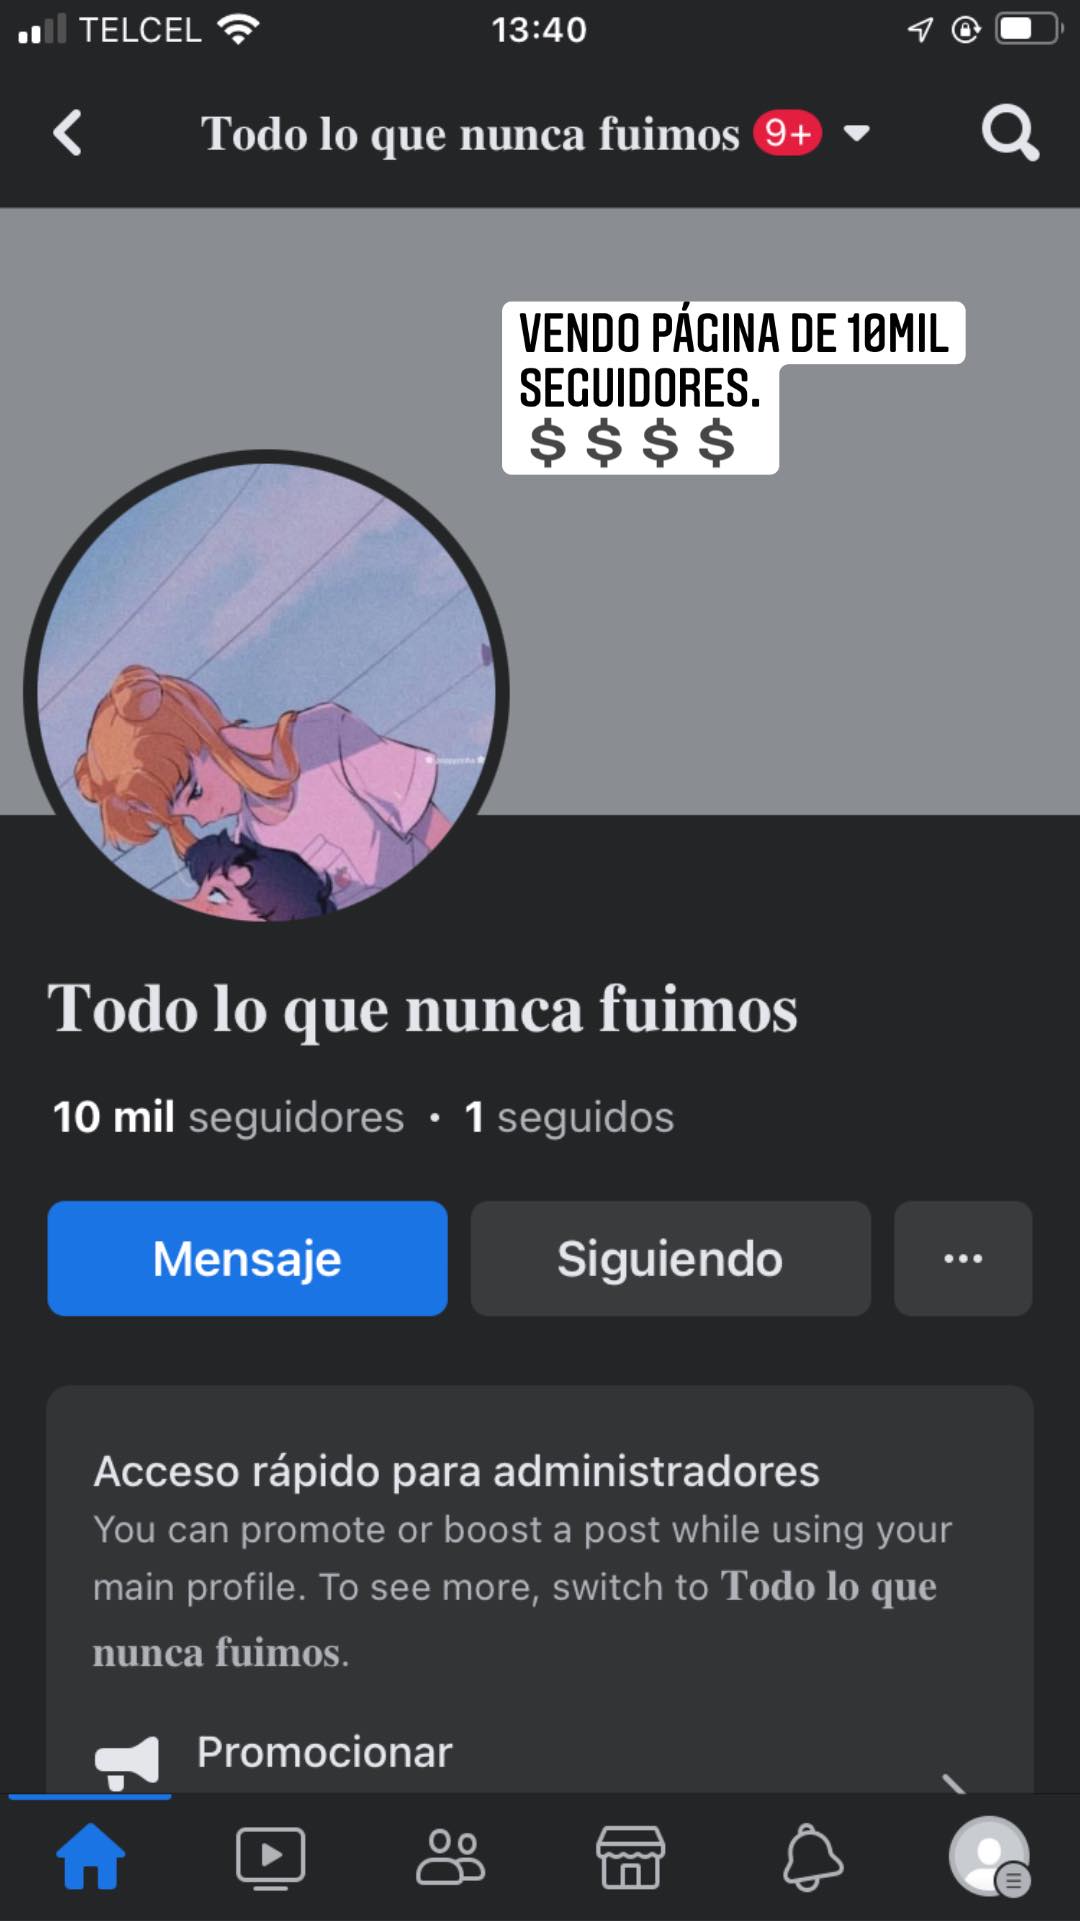 TELCEL 13:40
Todo lo que nunca fuimos 9+
VENDO PÁGINA DE 10MIL
SEGUIDORES.
$ $ $ $
Todo lo que nunca fuimos
10 mil seguidores · 1 seguidos
Mensaje Siguiendo ...
Acceso rápido para administradores
You can promote or boost a post while using your
main profile. To see more, switch to Todo lo que
nunca fuimos.
Promocionar